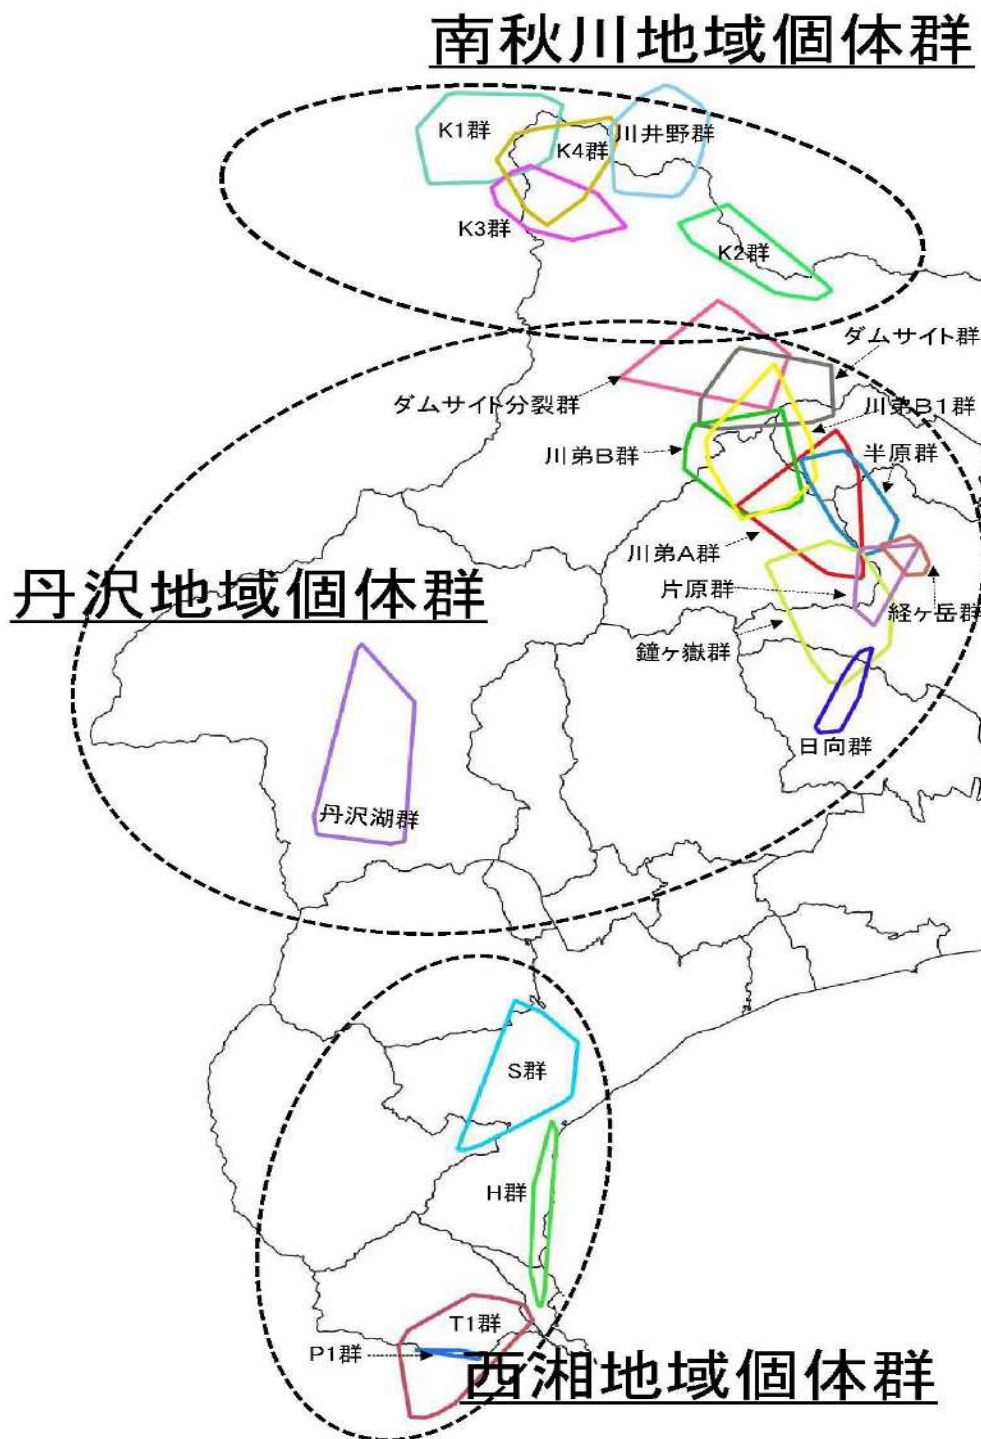 南秋川地域個体群
K1群
K4群
川井野群
K3群
K2群
ダムサイト群
ダムサイト分裂群
川弟B1群
川弟B群
半原群
川弟A群
片原群
経ヶ岳群
丹沢地域個体群
鐘ヶ嶽群
日向群
丹沢湖群
S群
H群
T1群
P1群
西湘地域個体群